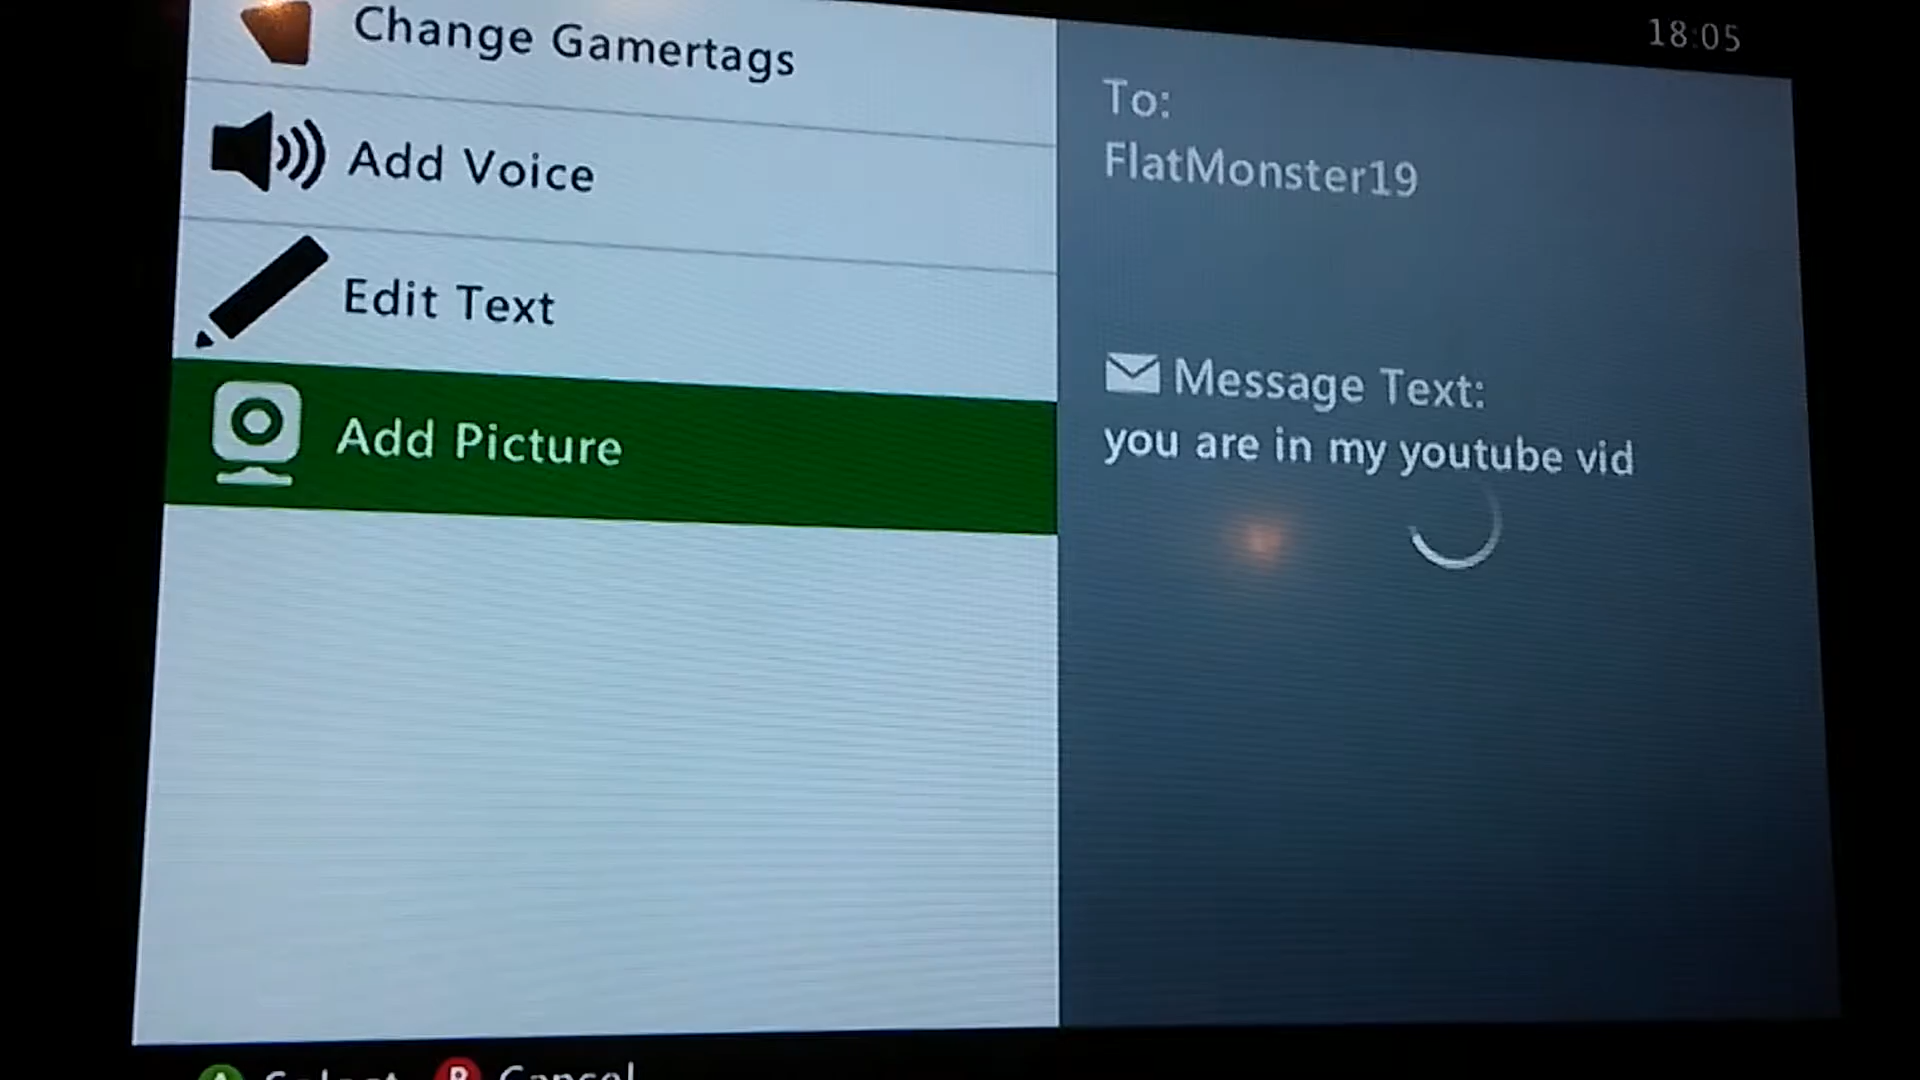 Change Gamertags
Add Voice
Edit Text
Add Picture
18:05
To:
FlatMonster19
Message Text:
you are in my youtube vid
A Select B Cancel